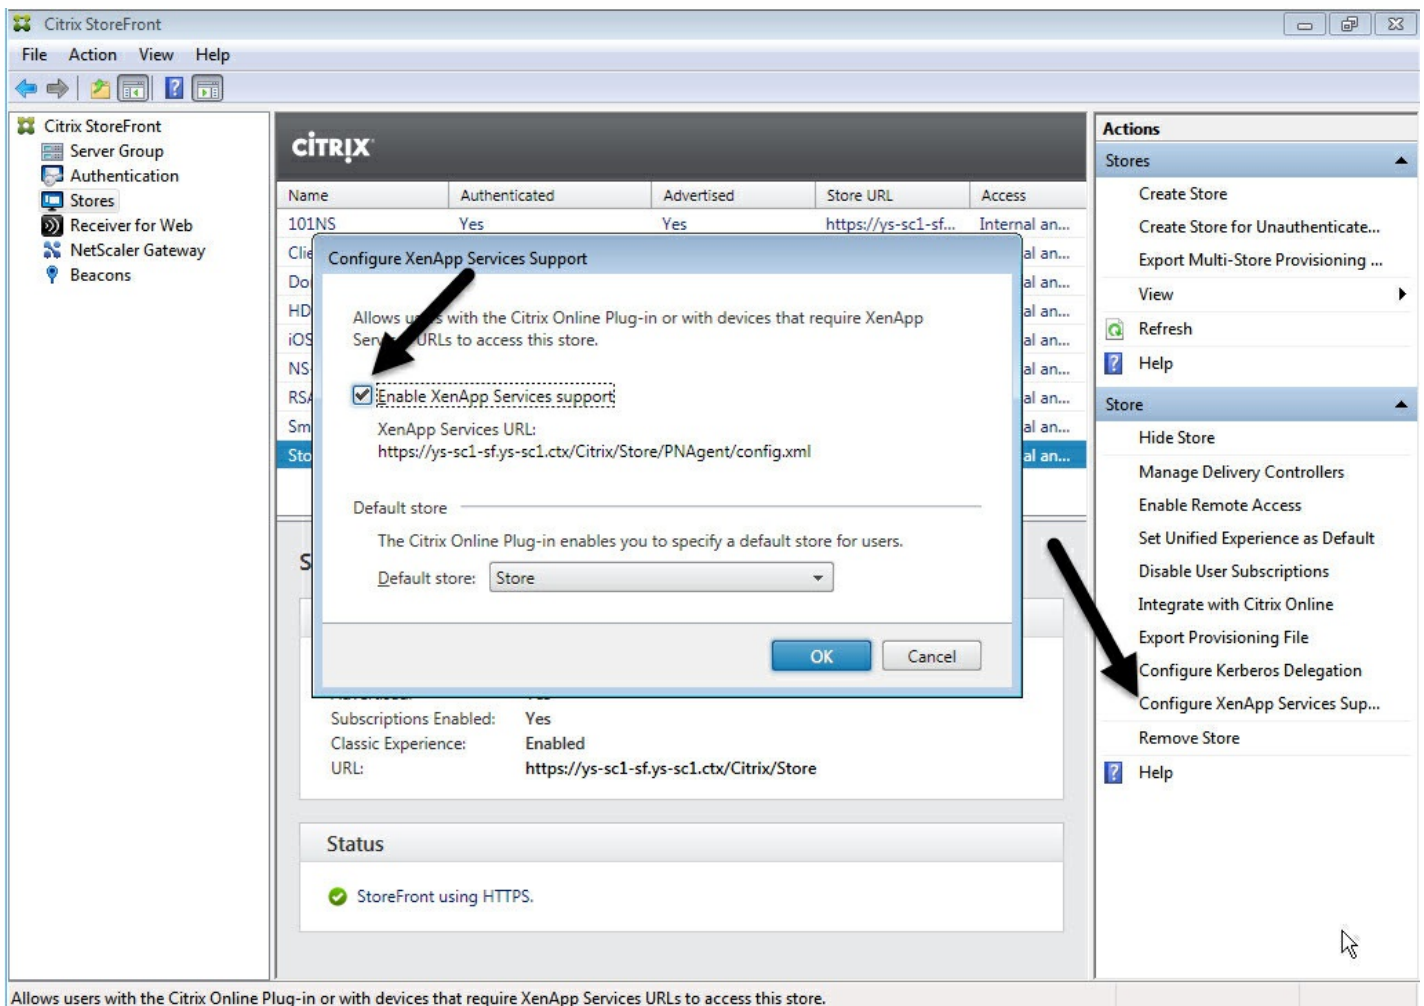 Citrix StoreFront
File Action View Help
Citrix StoreFront
Server Group
Authentication
Stores
Receiver for Web
NetScaler Gateway
Beacons
CITRIX
Name Authenticated Advertised Store URL Access
101NS Yes Yes https://ys-sc1-sf... Internal an...
Configure XenApp Services Support
Allows with the Citrix Online Plug-in or with devices that require XenApp
URLs to access this store.
Enable XenApp Services support
XenApp Services URL:
https://ys-sc1-sf.ys-sc1.ctx/Citrix/Store/PNAgent/config.xml
Default store
The Citrix Online Plug-in enables you to specify a default store for users.
Default store: Store
OK Cancel
Subscriptions Enabled: Yes
Classic Experience: Enabled
URL: https://ys-sc1-sf.ys-sc1.ctx/Citrix/Store
Status
StoreFront using HTTPS.
Actions
Stores
Create Store
Create Store for Unauthenticate...
Export Multi-Store Provisioning ...
View
Refresh
Help
Store
Hide Store
Manage Delivery Controllers
Enable Remote Access
Set Unified Experience as Default
Disable User Subscriptions
Integrate with Citrix Online
Export Provisioning File
Configure Kerberos Delegation
Configure XenApp Services Sup...
Remove Store
Help
Allows users with the Citrix Online Plug-in or with devices that require XenApp Services URLs to access this store.